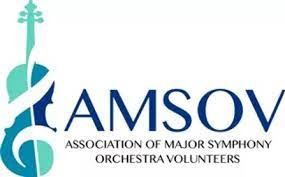 AMSOV
ASSOCIATION OF MAJOR SYMPHONY
ORCHESTRA VOLUNTEERS